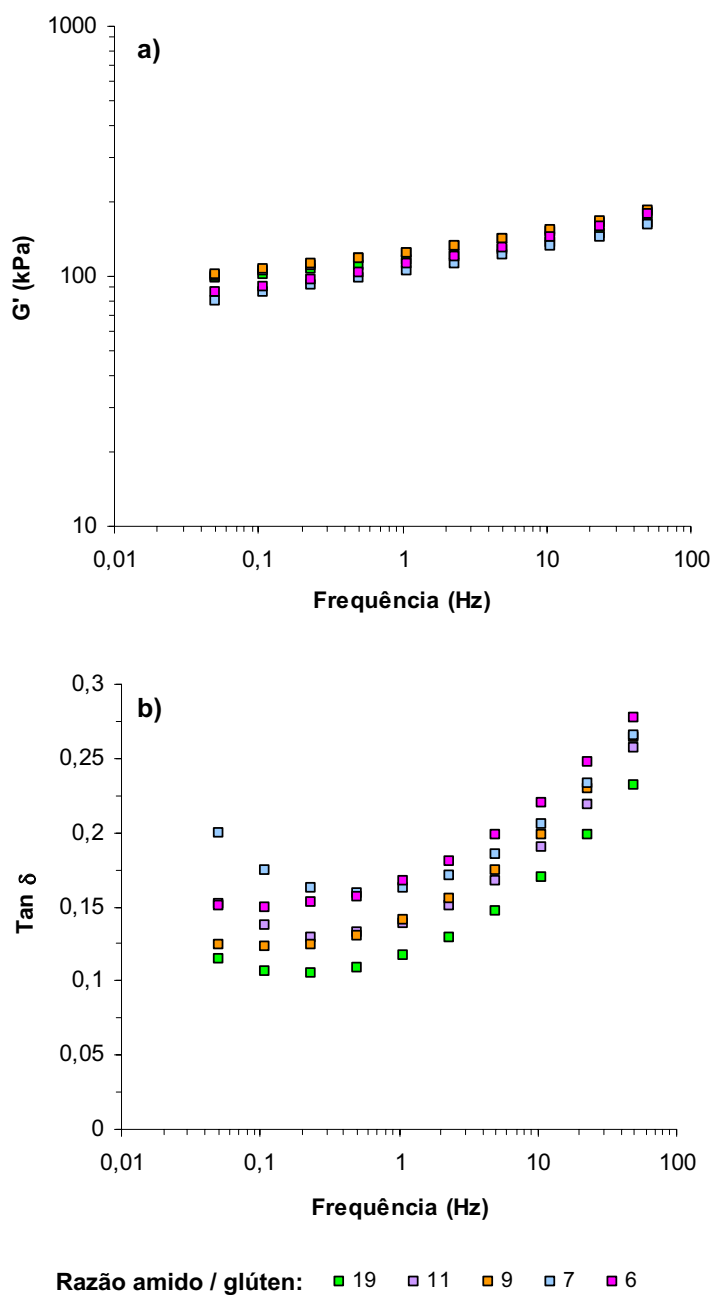 1000
a)
G' (kPa)
100
10
0,01 0,1 1 10 100
Frequência (Hz)
0,3
b)
0,25
0,2
Tan δ
0,15
0,1
0,05
0
0,01 0,1 1 10 100
Frequência (Hz)
Razão amido / glúten: 19 11 9 7 6